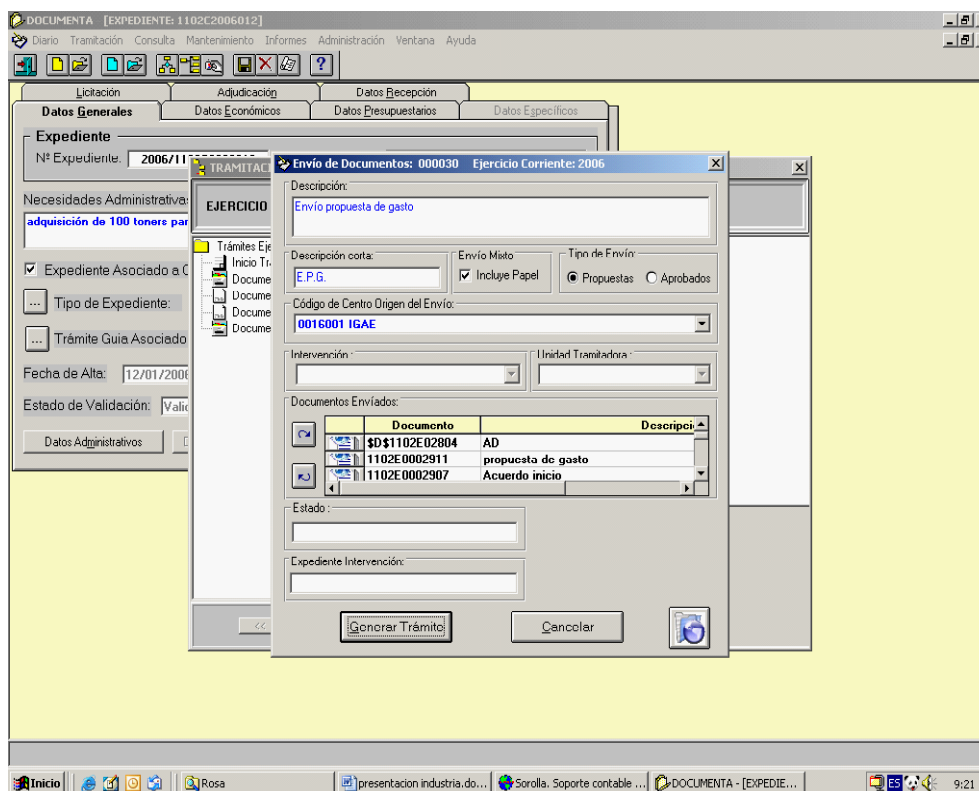 DOCUMENTA [EXPEDIENTE: 1102C2006012]
Diario Tramitación Consulta Mantenimiento Informes Administración Ventana Ayuda
Licitación Adjudicación Datos Recepción
Datos Generales Datos Económicos Datos Presupuestarios Datos Específicos
Expediente
Nº Expediente. 2006/11
Necesidades Administrativas
adquisición de 100 toners par
Expediente Asociado a C
... Tipo de Expediente:
... Trámite Guia Asociado
Fecha de Alta: 12/01/2006
Estado de Validación: Valid
Datos Administrativos
TRAMITAC
EJERCICIO
Trámites Eje
Inicio Tr
Docume
Docume
Docume
Docume
<<
Envío de Documentos: 000030 Ejercicio Corriente: 2006
Descripción:
Envío propuesta de gasto
Descripción corta: Envío Mixto Tipo de Envío:
E.P.G. Incluye Papel Propuestas Aprobados
Código de Centro Origen del Envío:
0016001 IGAE
Intervención : Unidad Tramitadora :
Documentos Envíados:
Documento Descripci
$D$1102E02804 AD
1102E0002911 propuesta de gasto
1102E0002907 Acuerdo inicio
Estado :
Expediente Intervención:
Generar Trámite Cancelar
Inicio Rosa presentacion industria.do... Sorolla. Soporte contable ... DOCUMENTA - [EXPEDIE... ES 9:21